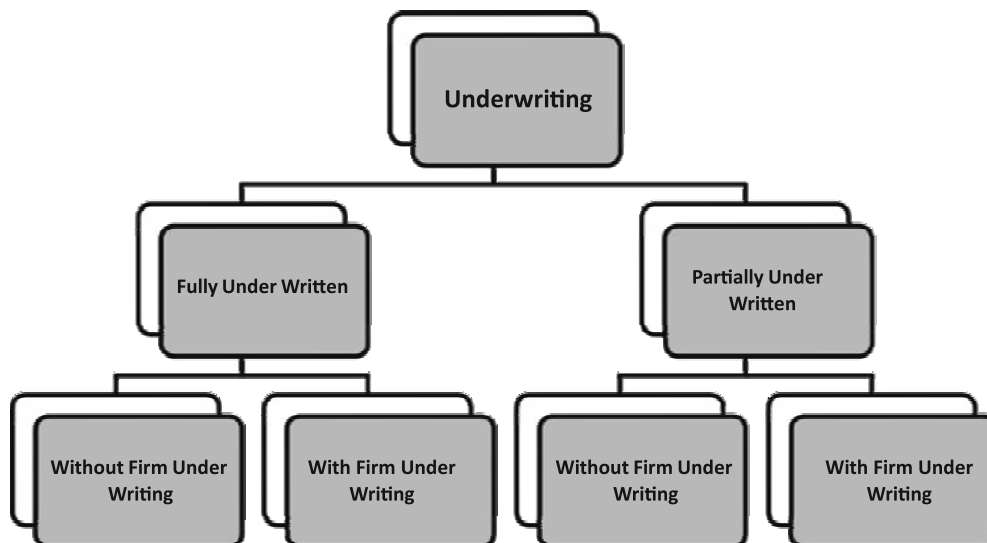 Underwriting
Fully Under Written
Partially Under
Written
Without Firm Under
Writing
With Firm Under
Writing
Without Firm Under
Writing
With Firm Under
Writing